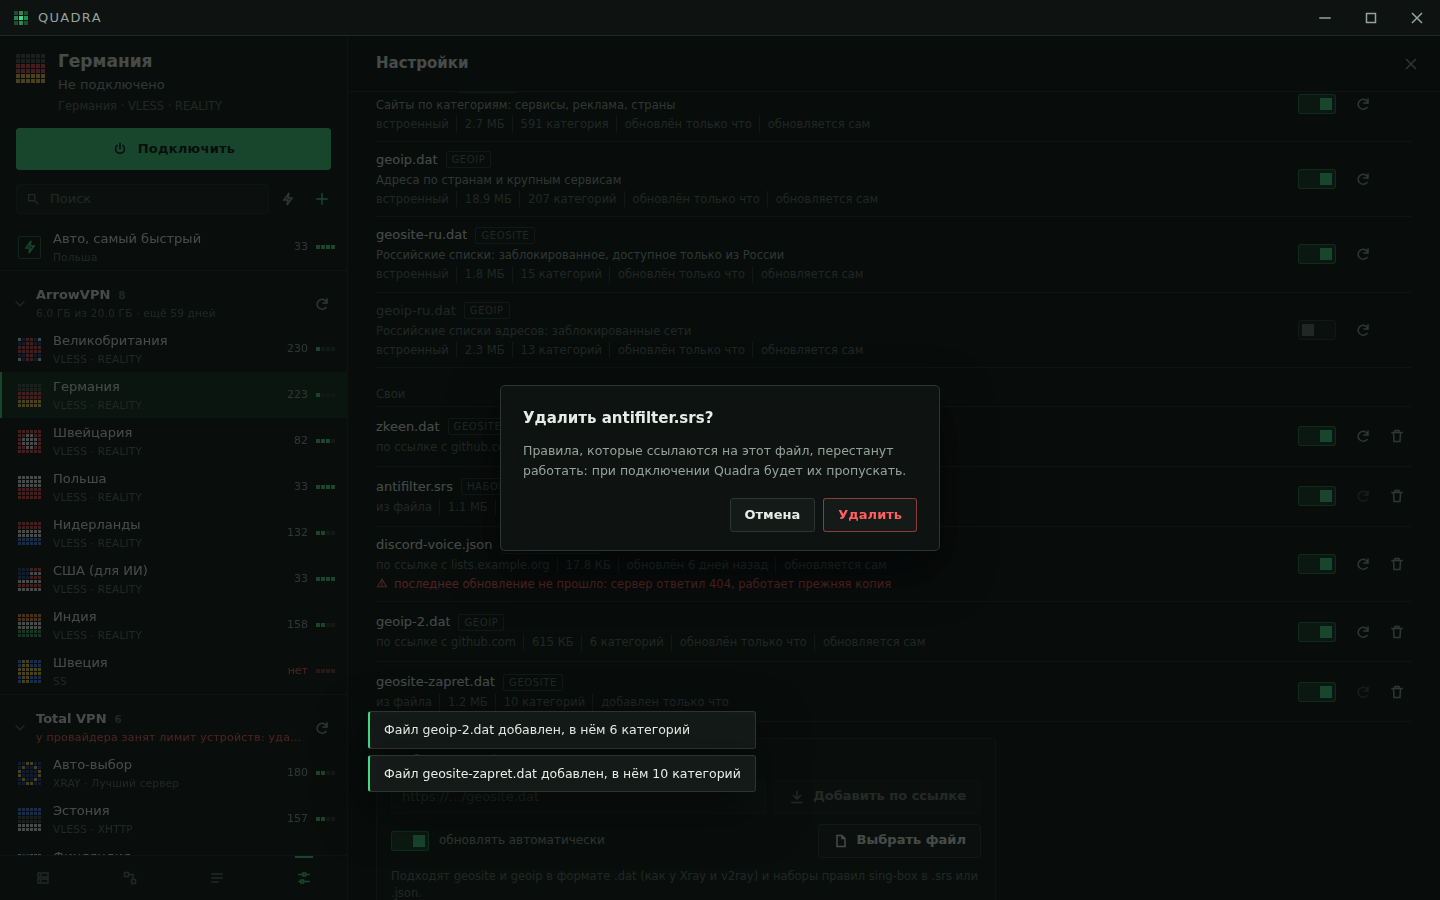 QUADRA
Германия
Не подключено
Германия · VLESS · REALITY
Подключить
Поиск
Авто, самый быстрый
Польша
33
ArrowVPN 8
6.0 ГБ из 20.0 ГБ · ещё 59 дней
Великобритания
VLESS · REALITY
230
Германия
VLESS · REALITY
223
Швейцария
VLESS · REALITY
82
Польша
VLESS · REALITY
33
Нидерланды
VLESS · REALITY
132
США (для ИИ)
VLESS · REALITY
33
Индия
VLESS · REALITY
158
Швеция
SS
нет
Total VPN 6
у провайдера занят лимит устройств: уда...
Авто-выбор
XRAY · Лучший сервер
180
Эстония
VLESS · XHTTP
157
Настройки
Сайты по категориям: сервисы, реклама, страны
встроенный 2.7 МБ 591 категория обновлён только что обновляется сам
geoip.dat GEOIP
Адреса по странам и крупным сервисам
встроенный 18.9 МБ 207 категорий обновлён только что обновляется сам
geosite-ru.dat GEOSITE
Российские списки: заблокированное, доступное только из России
встроенный 1.8 МБ 15 категорий обновлён только что обновляется сам
geoip-ru.dat GEOIP
Российские списки адресов: заблокированные сети
встроенный 2.3 МБ 13 категорий обновлён только что обновляется сам
Свои
zkeen.dat GEOSITE
по ссылке с github.co
antifilter.srs НАБО
из файла 1.1 МБ
discord-voice.json
по ссылке с lists.example.org 17.8 КБ обновлён 6 дней назад обновляется сам
последнее обновление не прошло: сервер ответил 404, работает прежняя копия
geoip-2.dat GEOIP
по ссылке с github.com 615 КБ 6 категорий обновлён только что обновляется сам
geosite-zapret.dat GEOSITE
из файла 1.2 МБ 10 категорий добавлен только что
Удалить antifilter.srs?
Правила, которые ссылаются на этот файл, перестанут
работать: при подключении Quadra будет их пропускать.
Отмена
Удалить
Файл geoip-2.dat добавлен, в нём 6 категорий
Файл geosite-zapret.dat добавлен, в нём 10 категорий
https://.../geosite.dat
Добавить по ссылке
обновлять автоматически
Выбрать файл
Подходят geosite и geoip в формате .dat (как у Xray и v2ray) и наборы правил sing-box в .srs или
.json